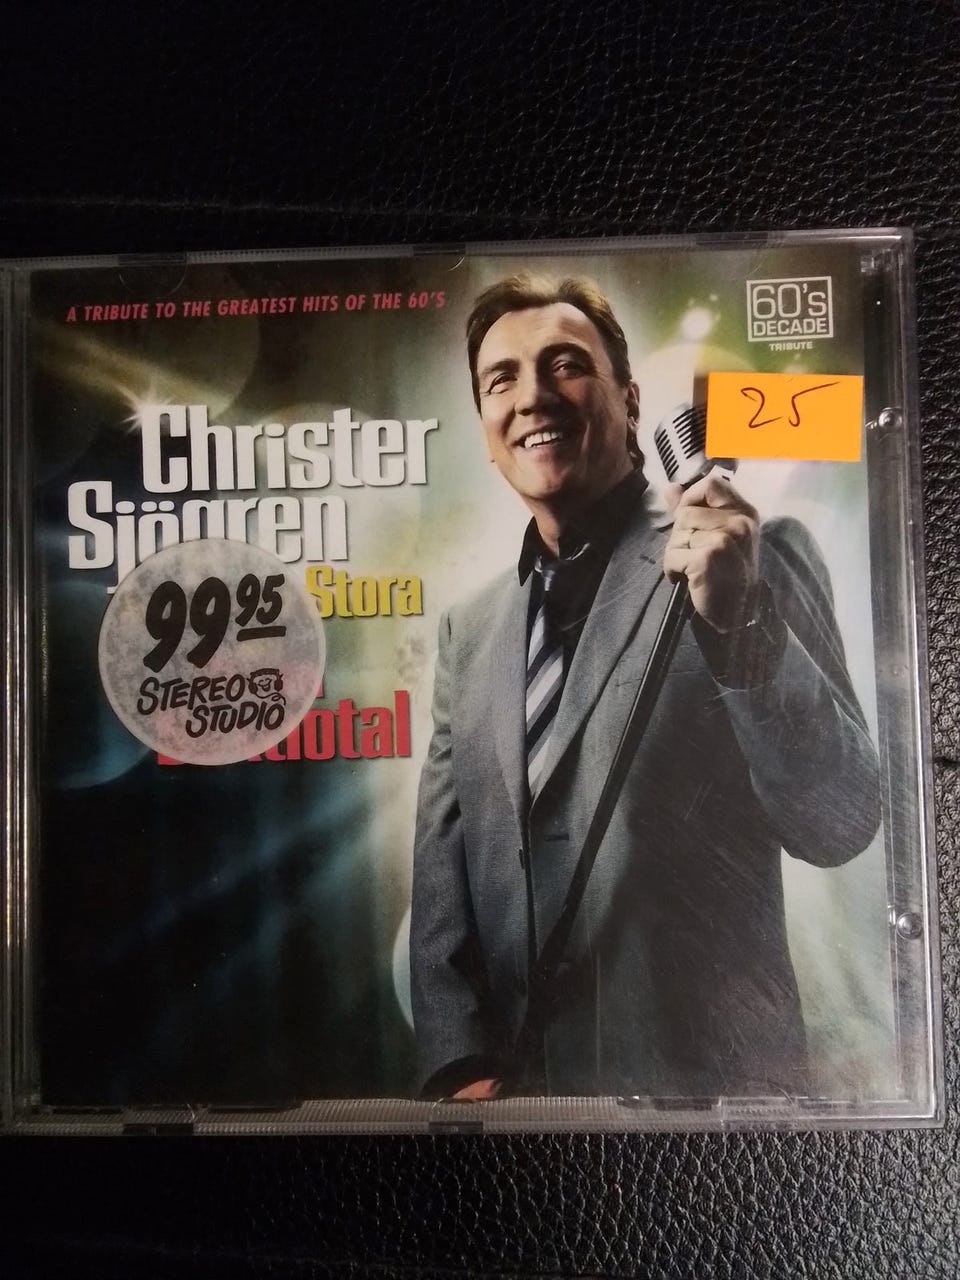 A TRIBUTE TO THE GREATEST HITS OF THE 60'S
60's
DECADE
TRIBUTE
25
Christer
Sjögren
Stora
99 95
STEREO
STUDIO